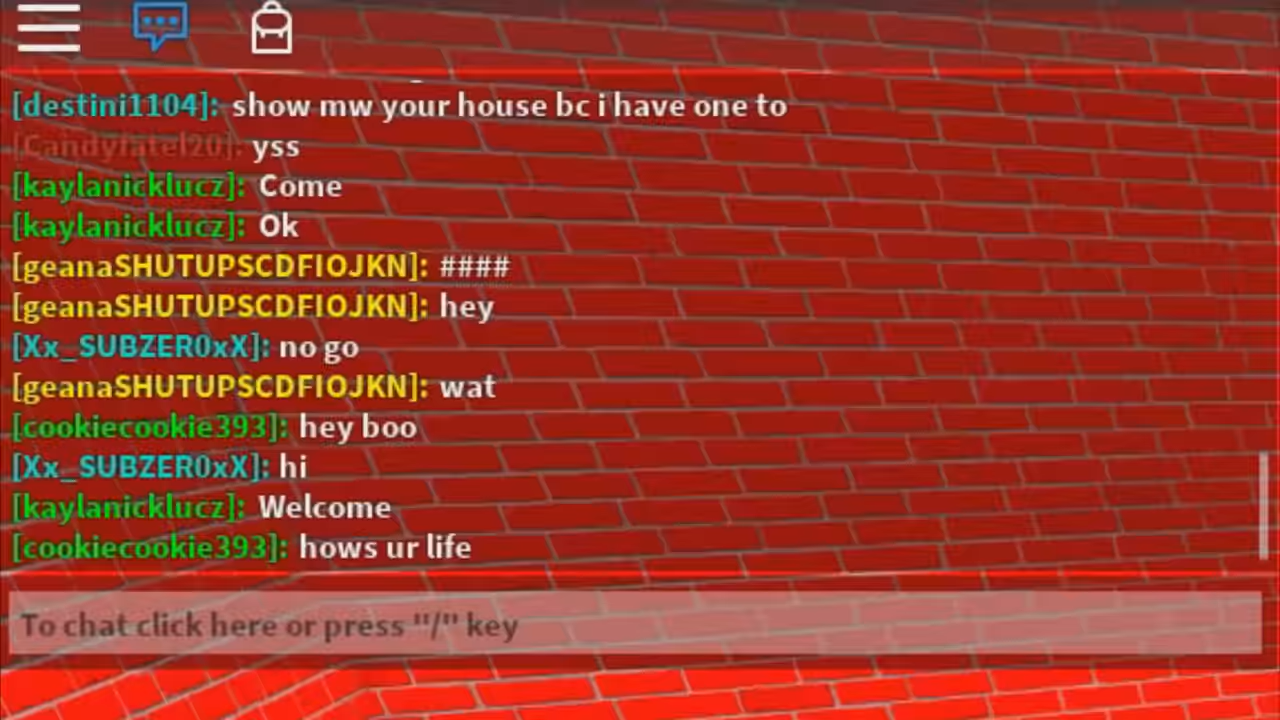 [destini1104]: show mw your house bc i have one to
[Candyfatel20]: yss
[kaylanicklucz]: Come
[kaylanicklucz]: Ok
[geanaSHUTUPSCDFIOJKN]: ####
[geanaSHUTUPSCDFIOJKN]: hey
[Xx_SUBZER0xX]: no go
[geanaSHUTUPSCDFIOJKN]: wat
[cookiecookie393]: hey boo
[Xx_SUBZER0xX]: hi
[kaylanicklucz]: Welcome
[cookiecookie393]: hows ur life
To chat click here or press "/" key